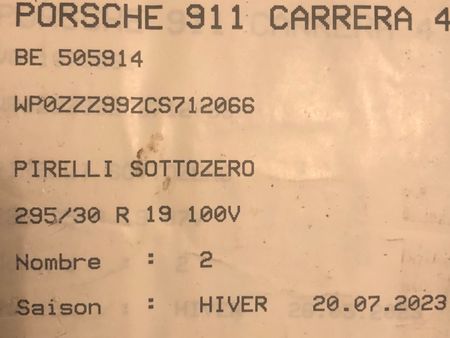 PORSCHE 911 CARRERA 4
BE 505914
WP0ZZZ99ZCS712066
PIRELLI SOTTOZERO
295/30 R 19 100V
Nombre : 2
Saison : HIVER 20.07.2023